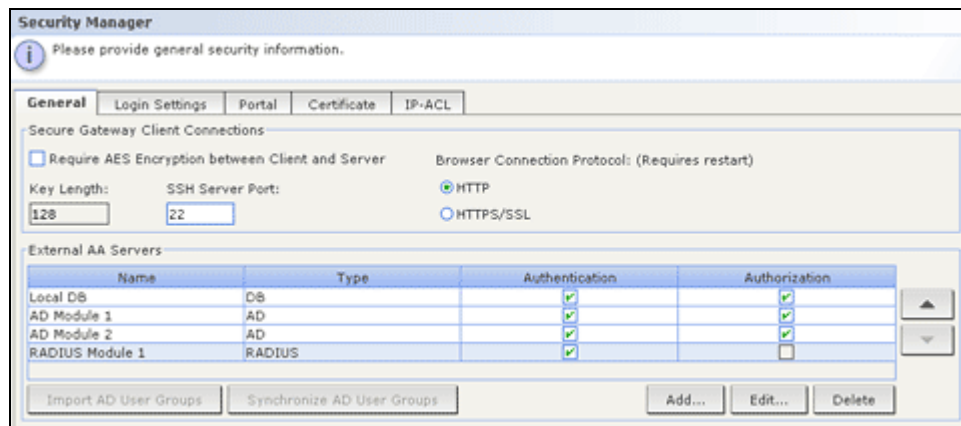 Security Manager
i
Please provide general security information.
General Login Settings Portal Certificate IP-ACL
Secure Gateway Client Connections
Require AES Encryption between Client and Server Browser Connection Protocol: (Requires restart)
Key Length: SSH Server Port: HTTP
128 22 HTTPS/SSL
External AA Servers
Name Type Authentication Authorization
Local DB DB
AD Module 1 AD
AD Module 2 AD
RADIUS Module 1 RADIUS
Import AD User Groups Synchronize AD User Groups Add... Edit... Delete